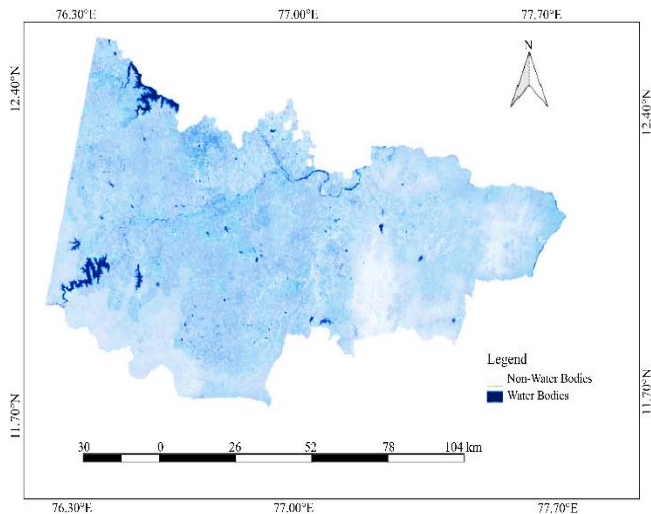 76.30°E 77.00°E 77.70°E
N
12.40°N 12.40°N
Legend
Non-Water Bodies
Water Bodies
11.70°N 11.70°N
30 0 26 52 78 104 km
76.30°E 77.00°E 77.70°E